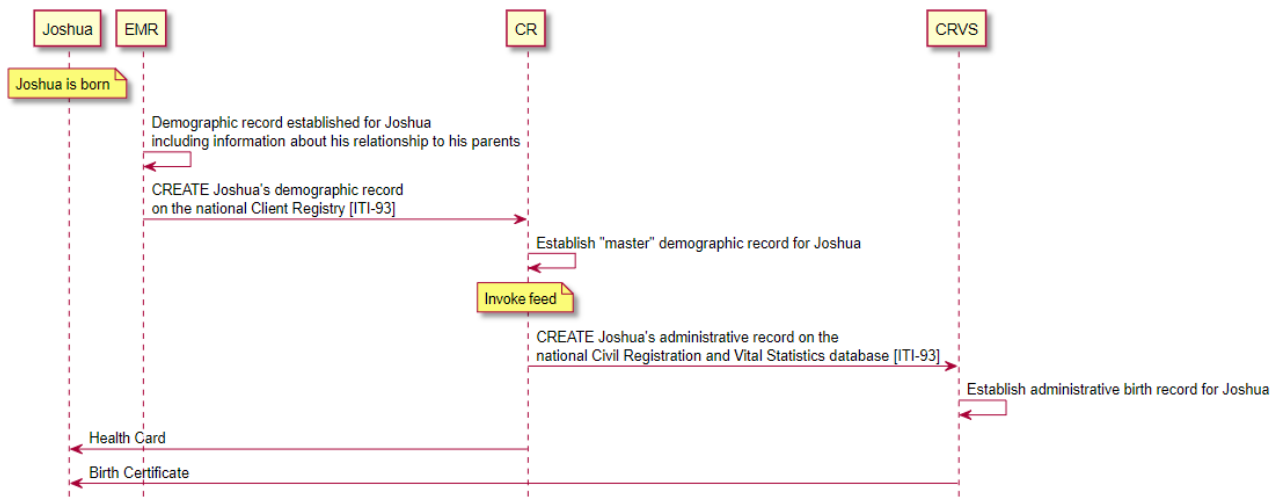 Joshua
EMR
CR
CRVS
Joshua is born
Demographic record established for Joshua
including information about his relationship to his parents
CREATE Joshua's demographic record
on the national Client Registry [ITI-93]
Establish "master" demographic record for Joshua
Invoke feed
CREATE Joshua's administrative record on the
national Civil Registration and Vital Statistics database [ITI-93]
Establish administrative birth record for Joshua
Health Card
Birth Certificate